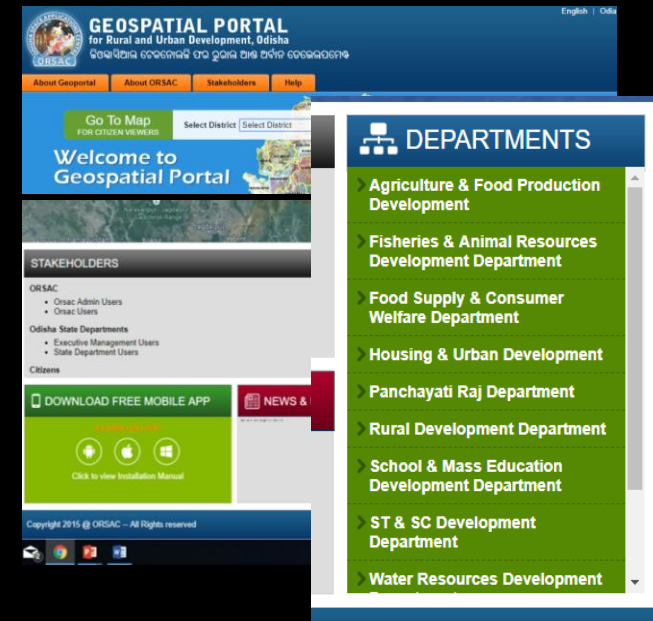 English | Odia
GEOSPATIAL PORTAL
for Rural and Urban Development, Odisha
ORSAC
About Geoportal
About ORSAC
Stakeholders
Help
Go To Map
FOR CITIZEN VIEWERS
Select District
Select District
Welcome to
Geospatial Portal
STAKEHOLDERS
ORSAC
Orsac Admin Users
Orsac Users
Odisha State Departments
Executive Management Users
State Department Users
Citizens
DOWNLOAD FREE MOBILE APP
NEWS &
Click to view Installation Manual
Copyright 2015 @ ORSAC – All Rights reserved
DEPARTMENTS
Agriculture & Food Production
Development
Fisheries & Animal Resources
Development Department
Food Supply & Consumer
Welfare Department
Housing & Urban Development
Panchayati Raj Department
Rural Development Department
School & Mass Education
Development Department
ST & SC Development
Department
Water Resources Development